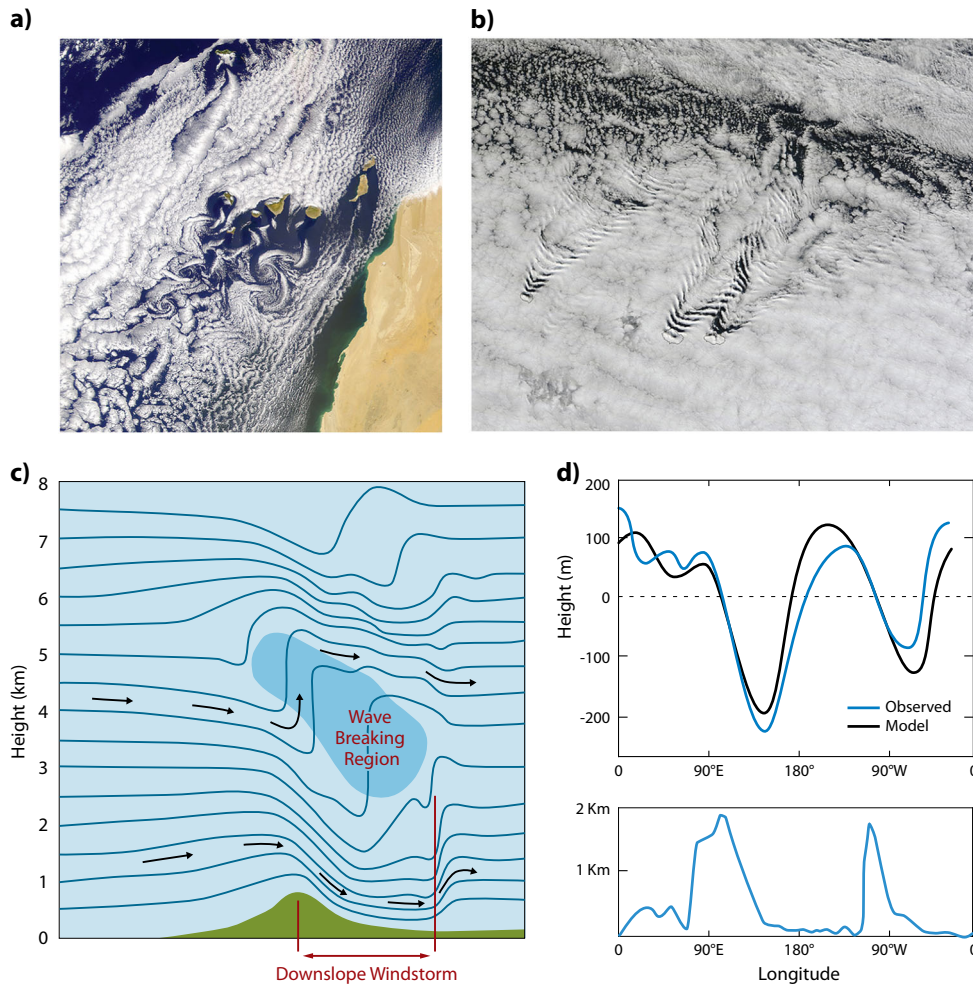 a)
b)
c)
8
7
6
5
4
3
2
1
0
Height (km)
Wave
Breaking
Region
Downslope Windstorm
d)
200
100
0
-100
-200
Height (m)
Observed
Model
0
90°E
180°
90°W
0
2 Km
1 Km
0
90°E
180°
90°W
0
Longitude